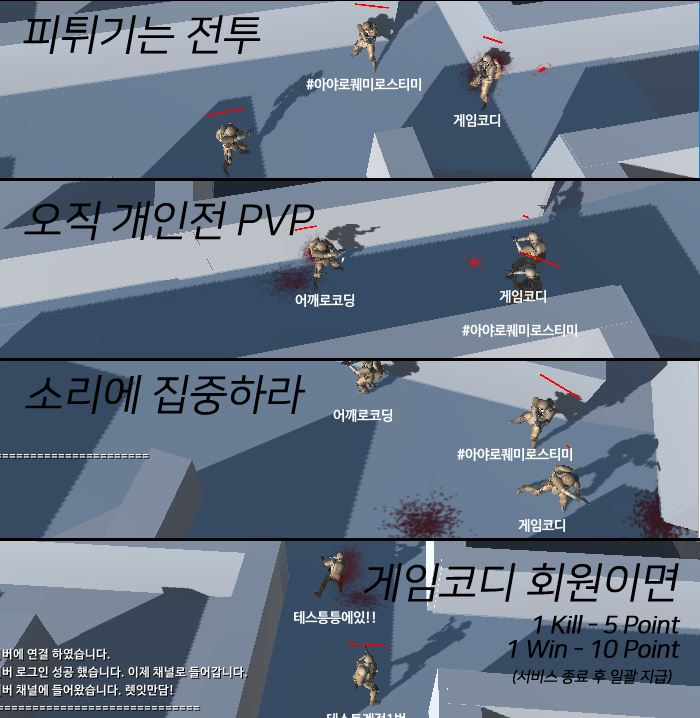 피튀기는 전투
#아야로퀘미로스티미
게임코디
오직 개인전 PVP
어깨로코딩
게임코디
#아야로퀘미로스티미
소리에 집중하라
어깨로코딩
========================
#아야로퀘미로스티미
게임코디
게임코디 회원이면
테스틍틍에있!!
1 Kill - 5 Point
1 Win - 10 Point
(서비스 종료 후 일괄 지급)
버에 연결 하였습니다.
버 로그인 성공 했습니다. 이제 채널로 들어갑니다.
버 채널에 들어왔습니다. 렛잇만담!
==============================